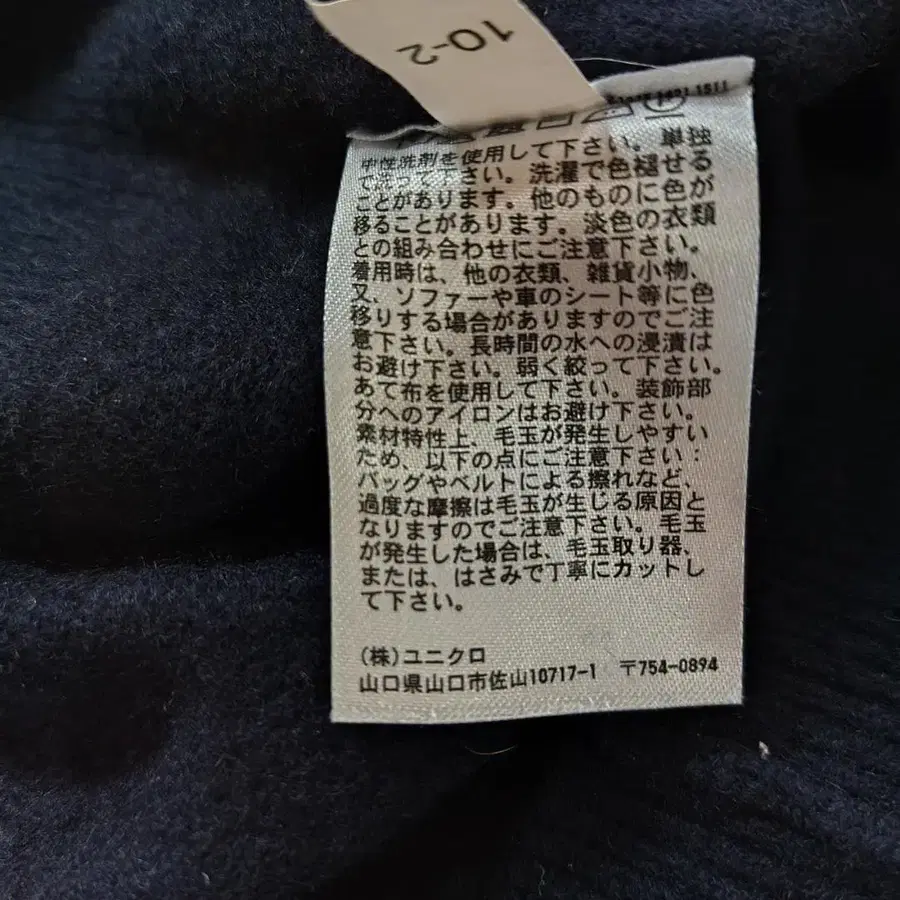 10-2
中性洗剤を使用して下さい。単独
で洗って下さい。洗濯で色褪せる
ことがあります。他のものに色が
移ることがあります。淡色の衣類
との組み合わせにご注意下さい。
着用時は、他の衣類、雑貨小物、
又、ソファーや車のシート等に色
移りする場合がありますのでご注
意下さい。長時間の水への浸漬は
お避け下さい。弱く絞って下さい。
あて布を使用して下さい。装飾部
分へのアイロンはお避け下さい。
素材特性上、毛玉が発生しやすい
ため、以下の点にご注意下さい:
バッグやベルトによる擦れなど、
過度な摩擦は毛玉が生じる原因と
なりますのでご注意下さい。毛玉
が発生した場合は、毛玉取り器、
または、はさみで丁寧にカットし
て下さい。
(株)ユニクロ
山口県山口市佐山10717-1 〒754-0894